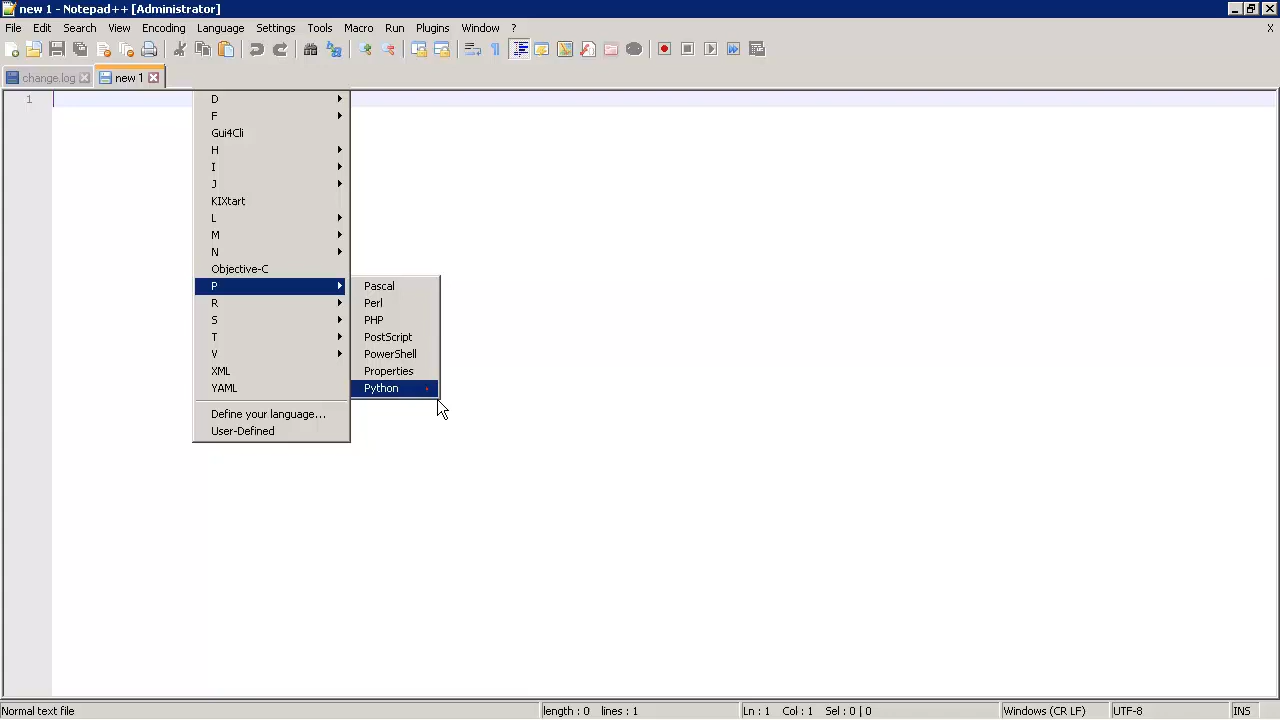 new 1 - Notepad++ [Administrator]
File Edit Search View Encoding Language Settings Tools Macro Run Plugins Window ? X
change.log new 1
1
D
F
Gui4Cli
H
I
J
KIXtart
L
M
N
Objective-C
P
R
S
T
V
XML
YAML
Define your language...
User-Defined
Pascal
Perl
PHP
PostScript
PowerShell
Properties
Python
Normal text file length : 0 lines : 1 Ln : 1 Col : 1 Sel : 0 | 0 Windows (CR LF) UTF-8 INS